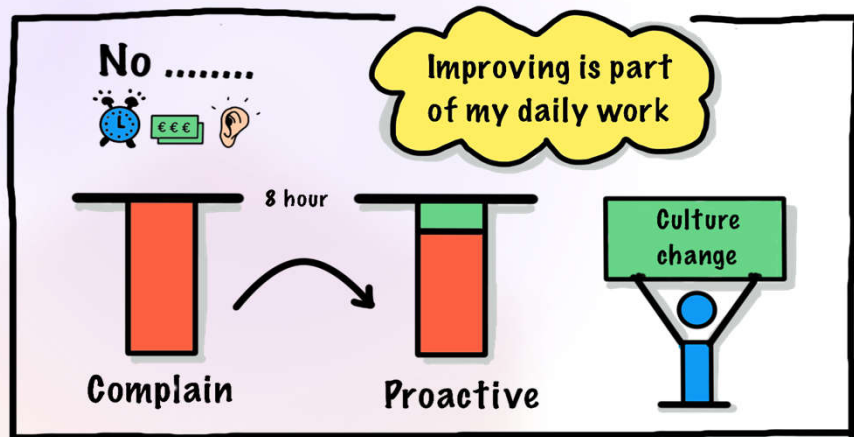 No ........
Improving is part
of my daily work
€€€
8 hour
Culture
change
Complain
Proactive